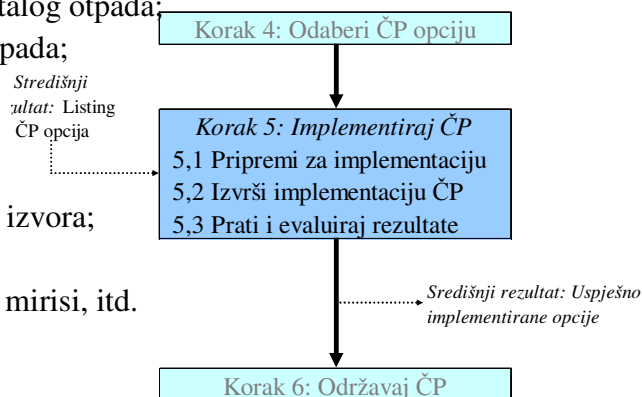 talog otpada;
Korak 4: Odaberi ČP opciju
pada;
Stredišnji
ultat: Listing
ČP opcija
Korak 5: Implementiraj ČP
5,1 Pripremi za implementaciju
5,2 Izvrši implementaciju ČP
5,3 Prati i evaluiraj rezultate
izvora;
mirisi, itd.
Središnji rezultat: Uspješno
implementirane opcije
Korak 6: Održavaj ČP